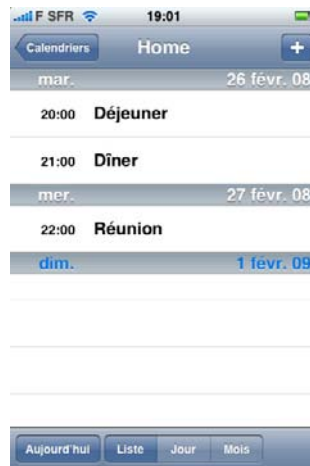 F SFR 19:01
Calendriers Home +
mar. 26 févr. 08
20:00 Déjeuner
21:00 Dîner
mer. 27 févr. 08
22:00 Réunion
dim. 1 févr. 09
Aujourd'hui Liste Jour Mois